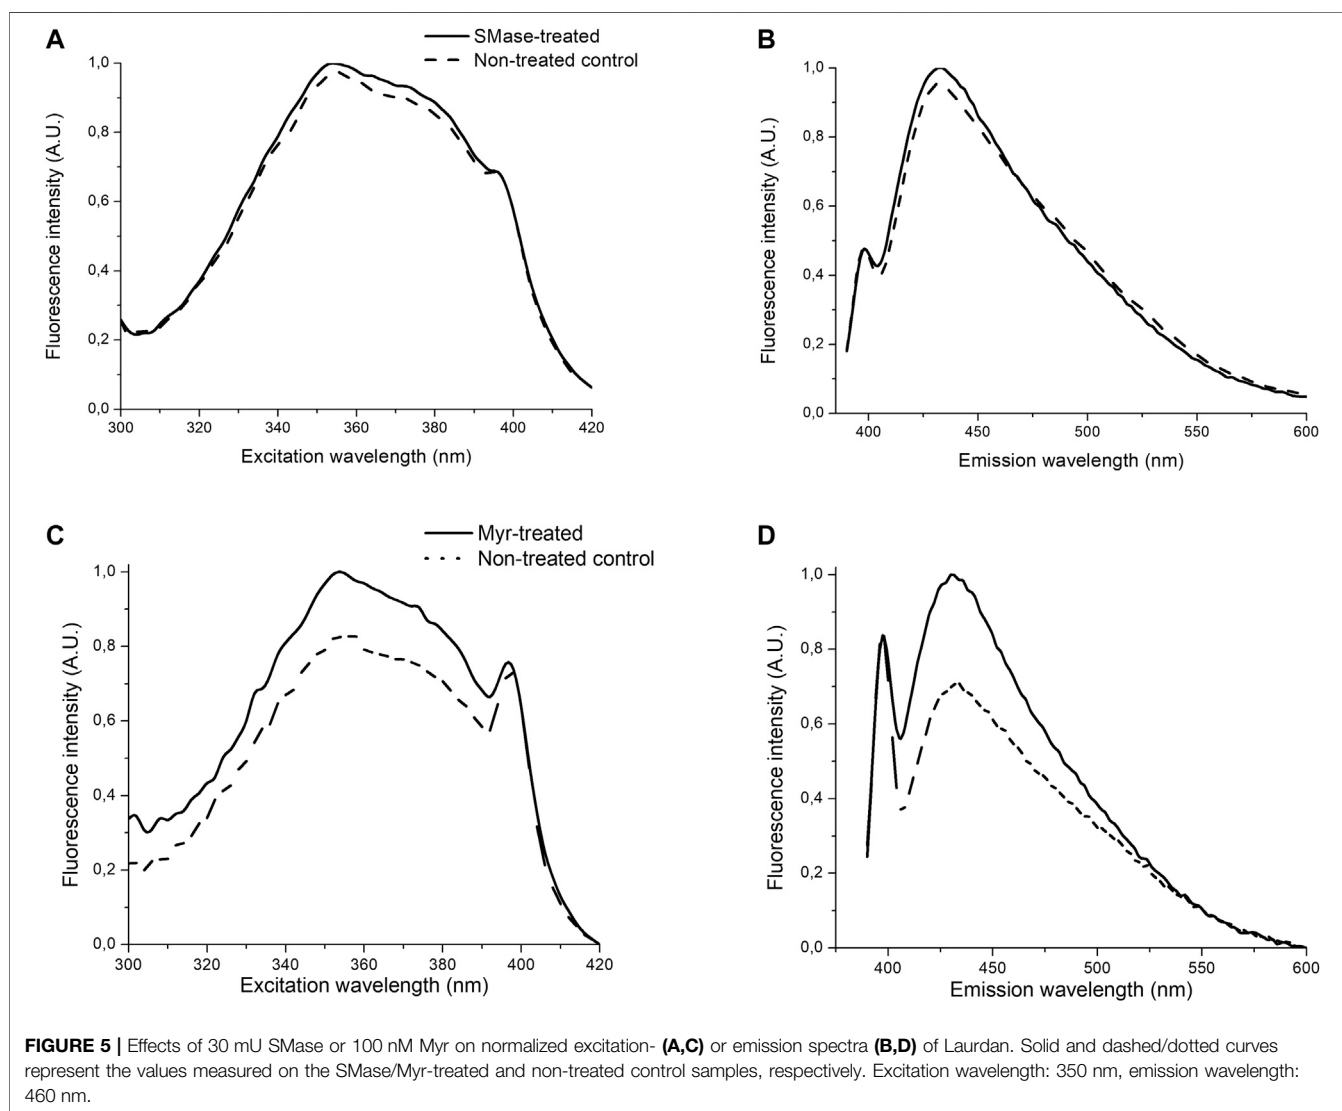 A
SMase-treated
Non-treated control
1,0
0,8
0,6
0,4
0,2
0,0
300
320
340
360
380
400
420
Fluorescence intensity (A.U.)
Excitation wavelength (nm)
B
1,0
0,8
0,6
0,4
0,2
0,0
400
450
500
550
600
Fluorescence intensity (A.U.)
Emission wavelength (nm)
C
Myr-treated
Non-treated control
1,0
0,8
0,6
0,4
0,2
0,0
300
320
340
360
380
400
420
Fluorescence intensity (A.U.)
Excitation wavelength (nm)
D
1,0
0,8
0,6
0,4
0,2
0,0
400
450
500
550
600
Fluorescence intensity (A.U.)
Emission wavelength (nm)
FIGURE 5 | Effects of 30 mU SMase or 100 nM Myr on normalized excitation- (A,C) or emission spectra (B,D) of Laurdan. Solid and dashed/dotted curves
represent the values measured on the SMase/Myr-treated and non-treated control samples, respectively. Excitation wavelength: 350 nm, emission wavelength:
460 nm.